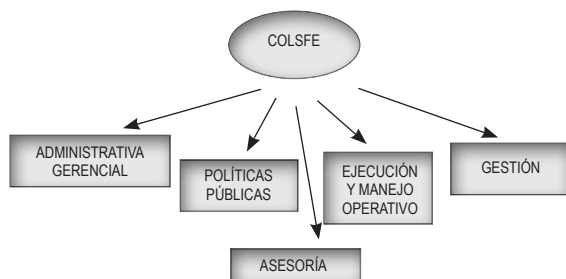 COLSFE
ADMINISTRATIVA
GERENCIAL
POLÍTICAS
PÚBLICAS
EJECUCIÓN
Y MANEJO
OPERATIVO
GESTIÓN
ASESORÍA